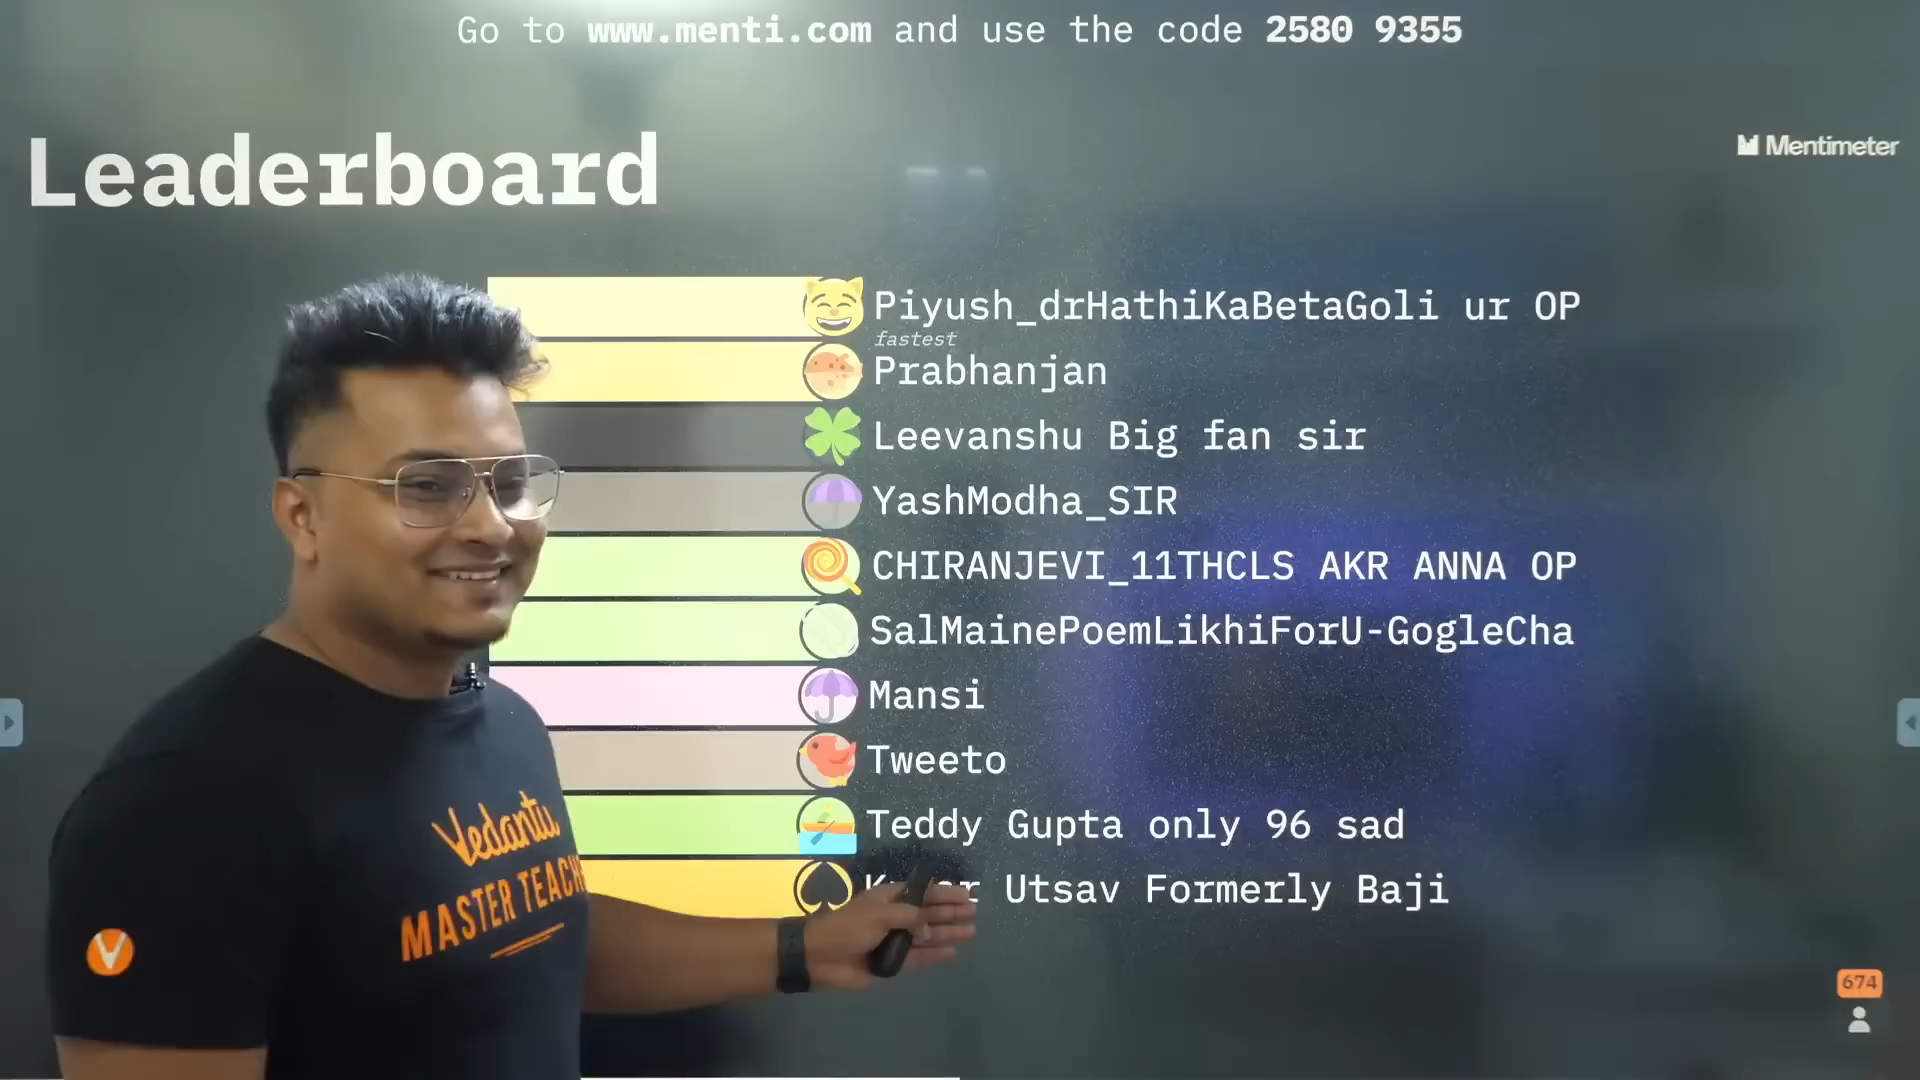 Go to www.menti.com and use the code 2580 9355
Leaderboard
Mentimeter
Piyush_drHathiKaBetaGoli ur OP
fastest
Prabhanjan
Leevanshu Big fan sir
YashModha_SIR
CHIRANJEVI_11THCLS AKR ANNA OP
SalMainePoemLikhiForU-GogleCha
Mansi
Tweeto
Teddy Gupta only 96 sad
Utsav Formerly Baji
Vedantu
MASTER
V
674